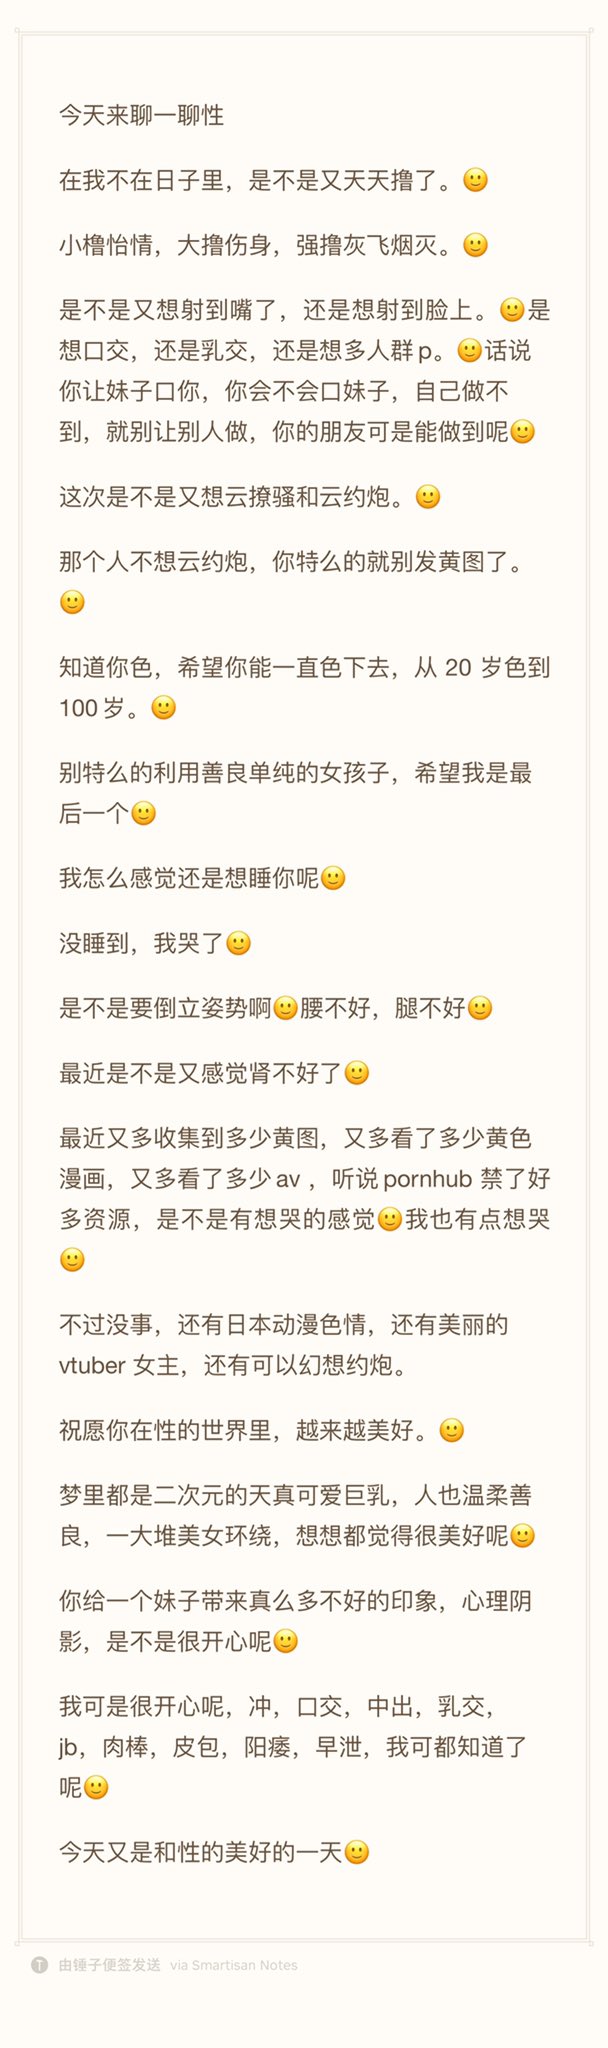 今天来聊一聊性
在我不在日子里，是不是又天天撸了。🙂
小橹怡情，大撸伤身，强撸灰飞烟灭。🙂
是不是又想射到嘴了，还是想射到脸上。🙂是
想口交，还是乳交，还是想多人群 p。🙂话说
你让妹子口你，你会不会口妹子，自己做不
到，就别让别人做，你的朋友可是能做到呢🙂
这次是不是又想云撩骚和云约炮。🙂
那个人不想云约炮，你特么的就别发黄图了。
🙂
知道你色，希望你能一直色下去，从 20 岁色到
100 岁。🙂
别特么的利用善良单纯的女孩子，希望我是最
后一个🙂
我怎么感觉还是想睡你呢🙂
没睡到，我哭了🙂
是不是要倒立姿势啊🙂腰不好，腿不好🙂
最近是不是又感觉肾不好了🙂
最近又多收集到多少黄图，又多看了多少黄色
漫画，又多看了多少 av ，听说 pornhub 禁了好
多资源，是不是有想哭的感觉🙂我也有点想哭
🙂
不过没事，还有日本动漫色情，还有美丽的
vtuber 女主，还有可以幻想约炮。
祝愿你在性的世界里，越来越美好。🙂
梦里都是二次元的天真可爱巨乳，人也温柔善
良，一大堆美女环绕，想想都觉得很美好呢🙂
你给一个妹子带来真么多不好的印象，心理阴
影，是不是很开心呢🙂
我可是很开心呢，冲，口交，中出，乳交，
jb，肉棒，皮包，阳痿，早泄，我可都知道了
呢🙂
今天又是和性的美好的一天🙂
T 由锤子便签发送 via Smartisan Notes